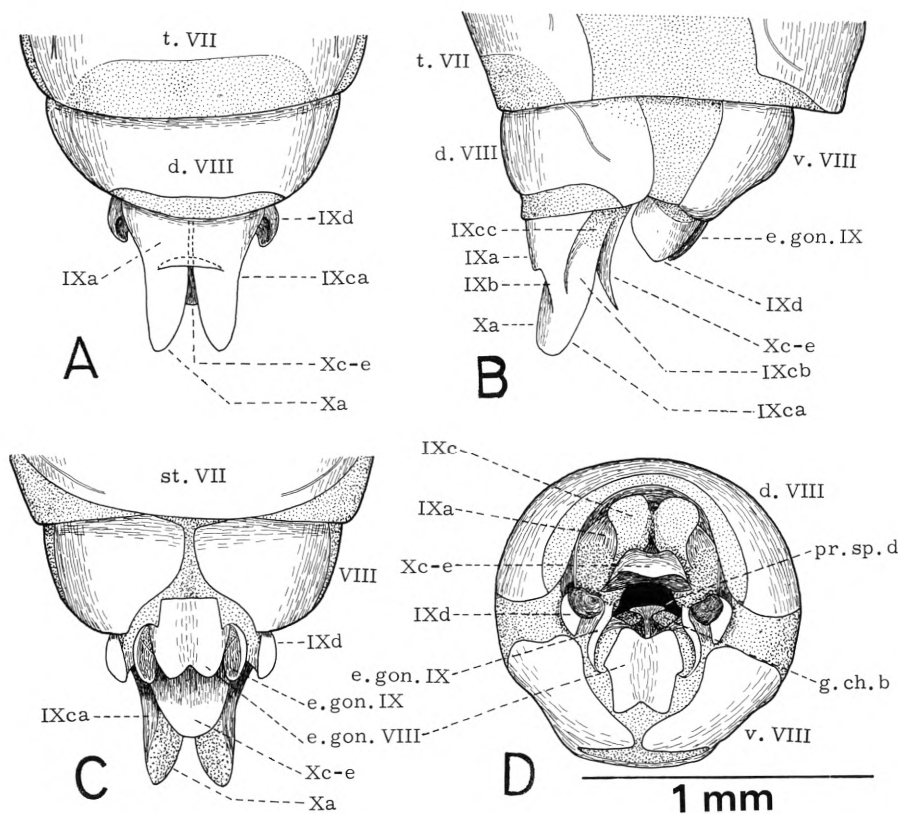 t. VII
d. VIII
IXd
IXa
IXca
Xc-e
Xa
A
t. VII
d. VIII
v. VIII
IXcc
IXa
IXb
Xa
e.gon. IX
IXd
Xc-e
IXcb
IXca
B
st. VII
VIII
IXd
e.gon. IX
IXca
e.gon. VIII
Xc-e
Xa
C
IXc
d. VIII
IXa
Xc-e
pr.sp.d
IXd
e.gon. IX
g.ch.b
v. VIII
D
1 mm